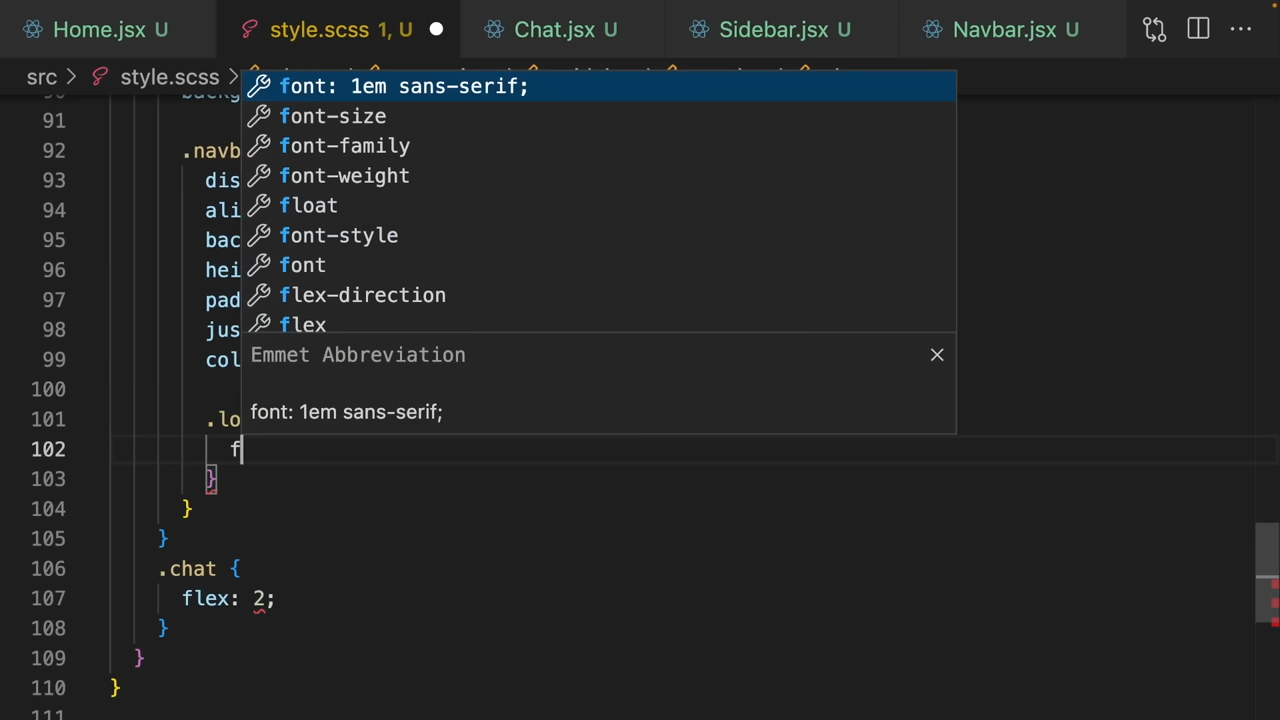 Home.jsx U style.scss 1, U Chat.jsx U Sidebar.jsx U Navbar.jsx U
src > style.scss >
font: 1em sans-serif;
91
font-size
92 .navb
font-family
93 dis
font-weight
94 ali
float
95 bac
font-style
96 hei
font
97 pad
flex-direction
98 jus
flex
99 col
Emmet Abbreviation
100
font: 1em sans-serif;
101 .lo
102 f
103 }
104 }
105 }
106 .chat {
107 flex: 2;
108 }
109 }
110 }
111